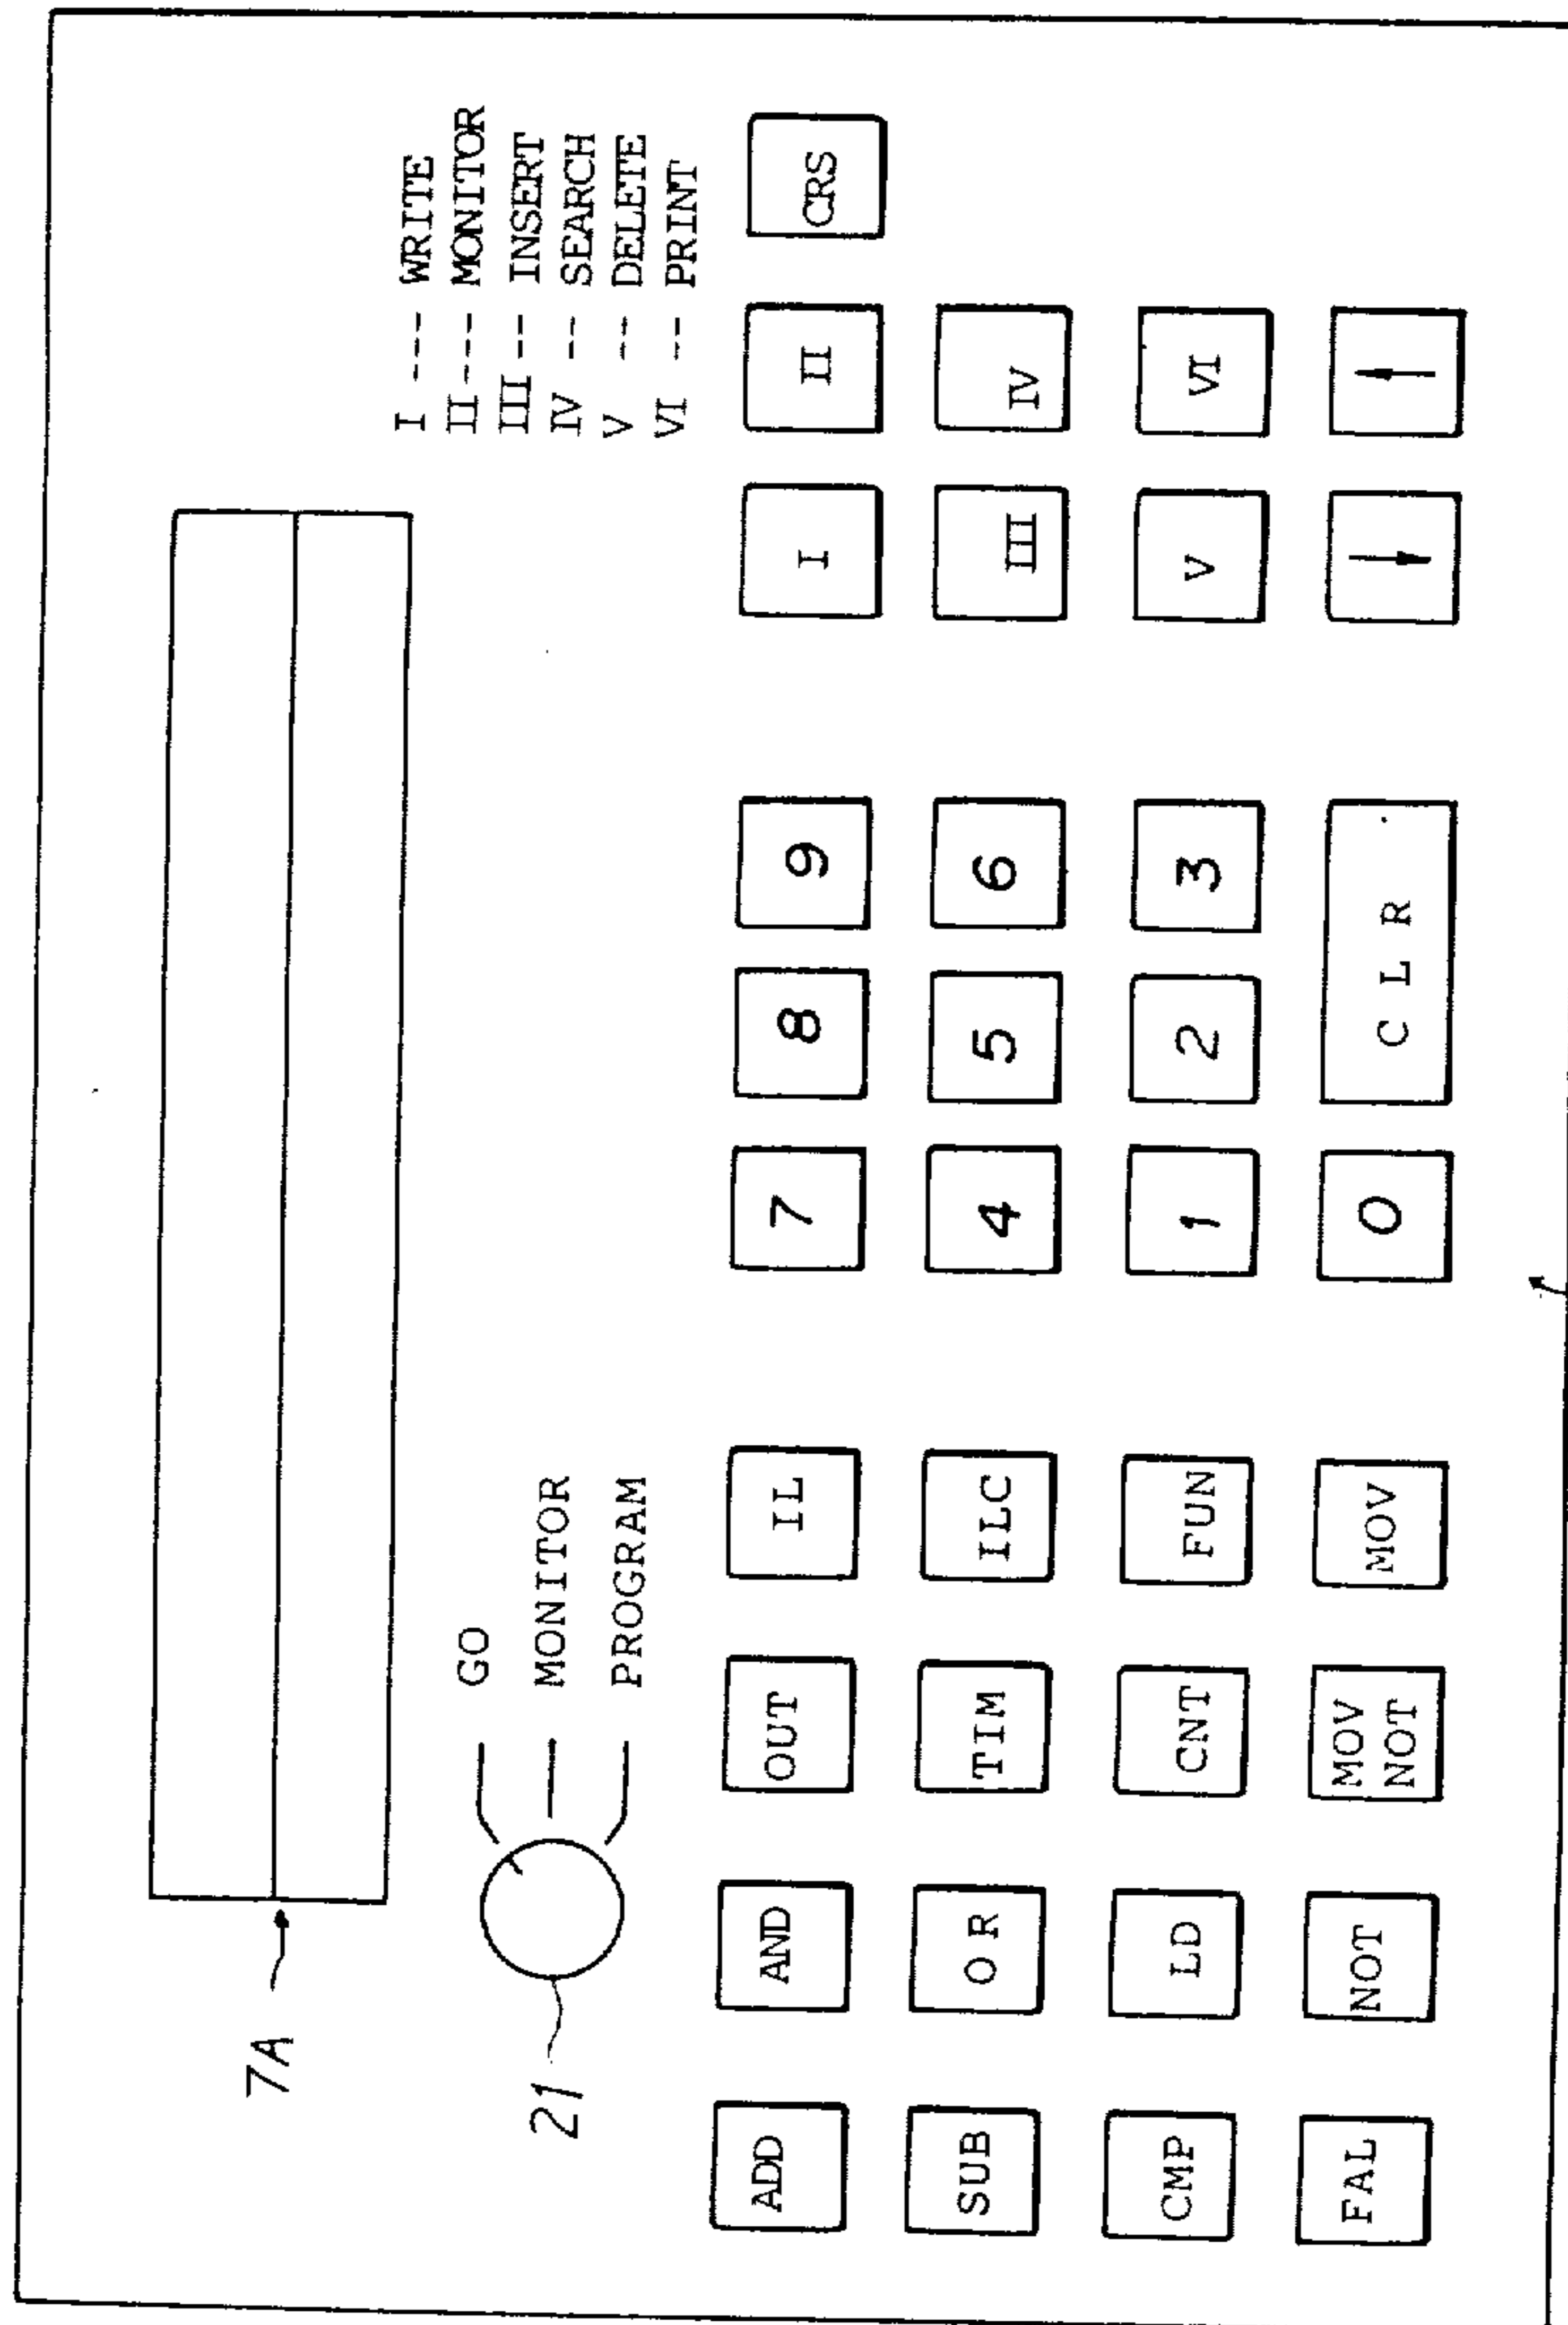 7A
I --- WRITE
II --- MONITOR
III -- INSERT
IV --- SEARCH
V -- DELETE
VI -- PRINT
21
GO
MONITOR
PROGRAM
ADD AND OUT IL 7 8 9 I II CRS
SUB OR TIM ILC 4 5 6 III IV
CMP LD CNT FUN 1 2 3 V VI
FAL NOT MOV NOT MOV 0 CLR ↓ ↑